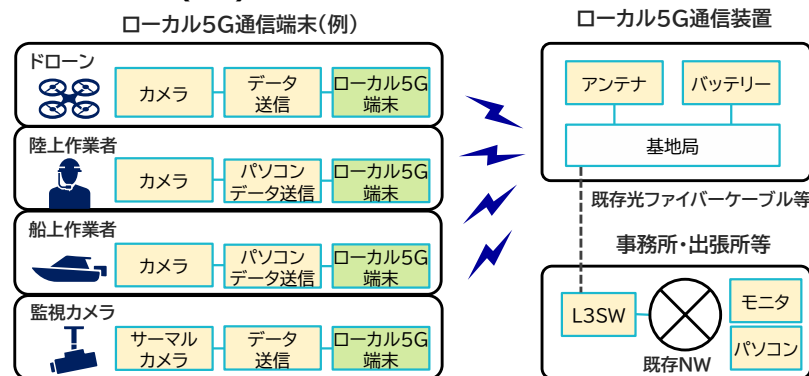 ローカル5G通信端末(例)
ドローン
カメラ
データ
送信
ローカル5G
端末
陸上作業者
カメラ
パソコン
データ送信
ローカル5G
端末
船上作業者
カメラ
パソコン
データ送信
ローカル5G
端末
監視カメラ
サーマル
カメラ
データ
送信
ローカル5G
端末
ローカル5G通信装置
アンテナ
バッテリー
基地局
既存光ファイバーケーブル等
事務所・出張所等
L3SW
既存NW
モニタ
パソコン